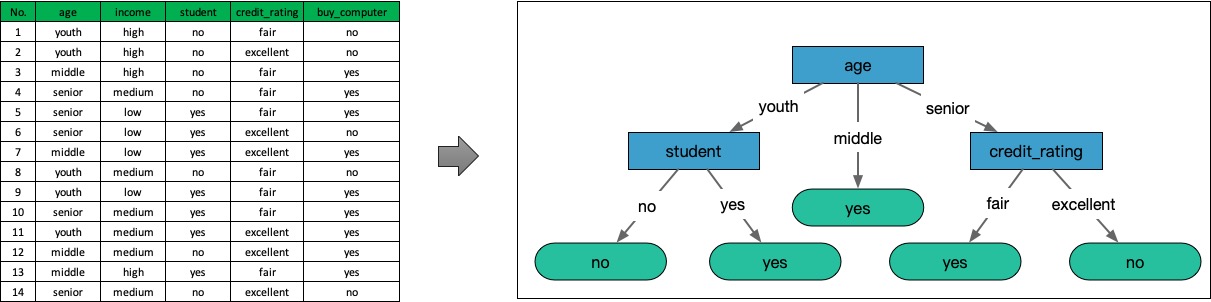 No. age income student credit_rating buy_computer
1 youth high no fair no
2 youth high no excellent no
3 middle high no fair yes
4 senior medium no fair yes
5 senior low yes fair yes
6 senior low yes excellent no
7 middle low yes excellent yes
8 youth medium no fair no
9 youth low yes fair yes
10 senior medium yes fair yes
11 youth medium yes excellent yes
12 middle medium no excellent yes
13 middle high yes fair yes
14 senior medium no excellent no
age
youth middle senior
student credit_rating
no yes yes fair excellent
no yes yes no